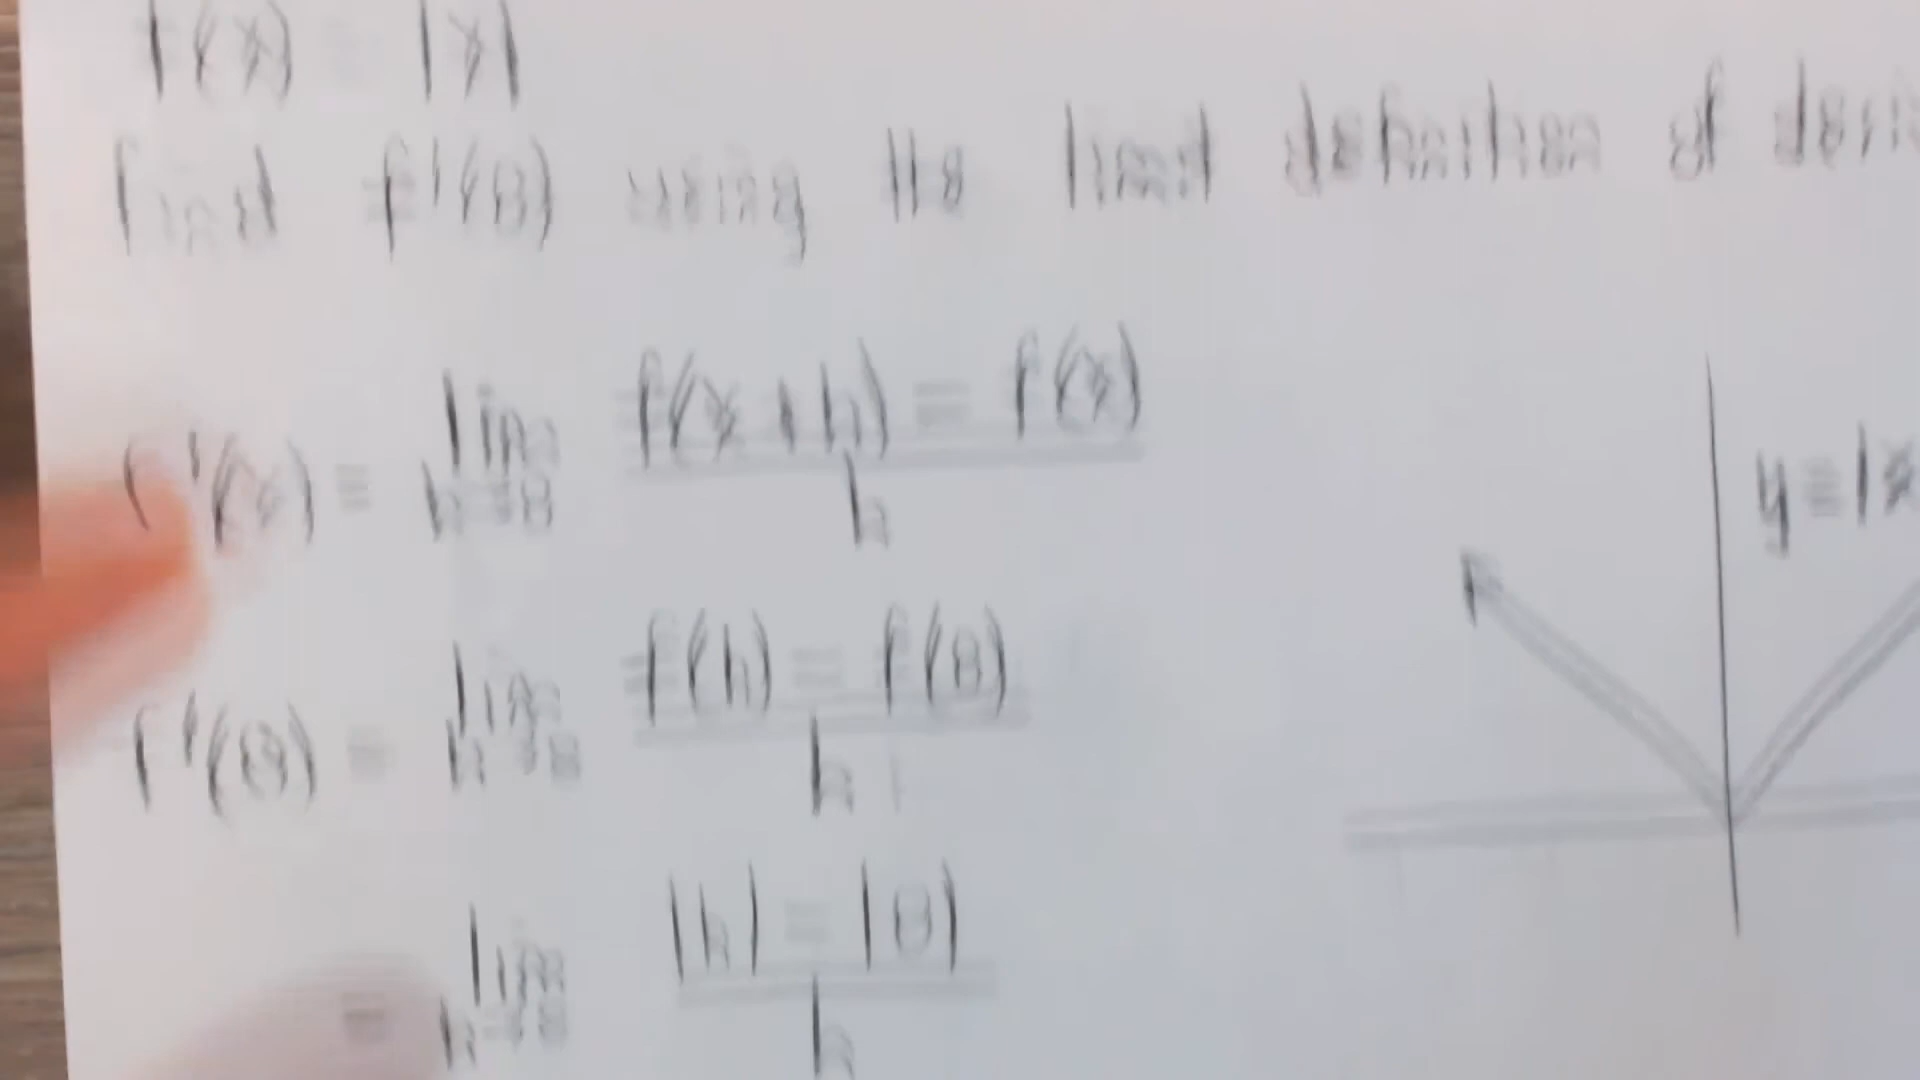 f(x) = |x|
find f'(0) using the limit definition of
f'(x) = lim h→0 f(x+h) - f(x) / h
y = |x
f'(0) = lim h→0 f(h) - f(0) / h
= lim h→0 |h| - |0| / h